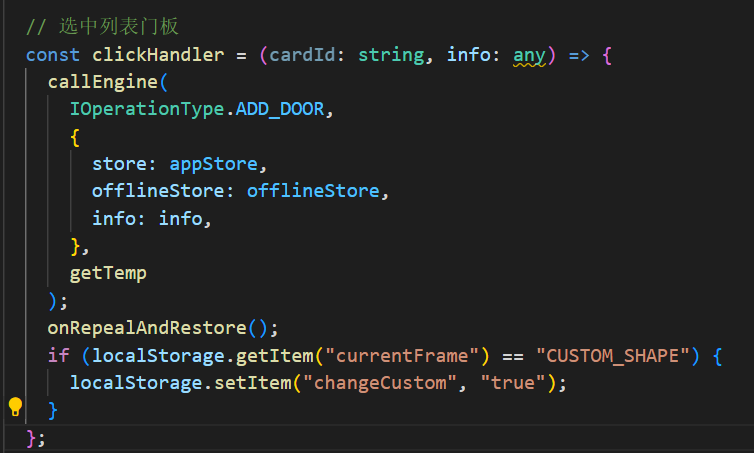 // 选中列表门板
const clickHandler = (cardId: string, info: any) => {
callEngine(
IOperationType.ADD_DOOR,
{
store: appStore,
offlineStore: offlineStore,
info: info,
},
getTemp
);
onRepealAndRestore();
if (localStorage.getItem("currentFrame") == "CUSTOM_SHAPE") {
localStorage.setItem("changeCustom", "true");
}
};